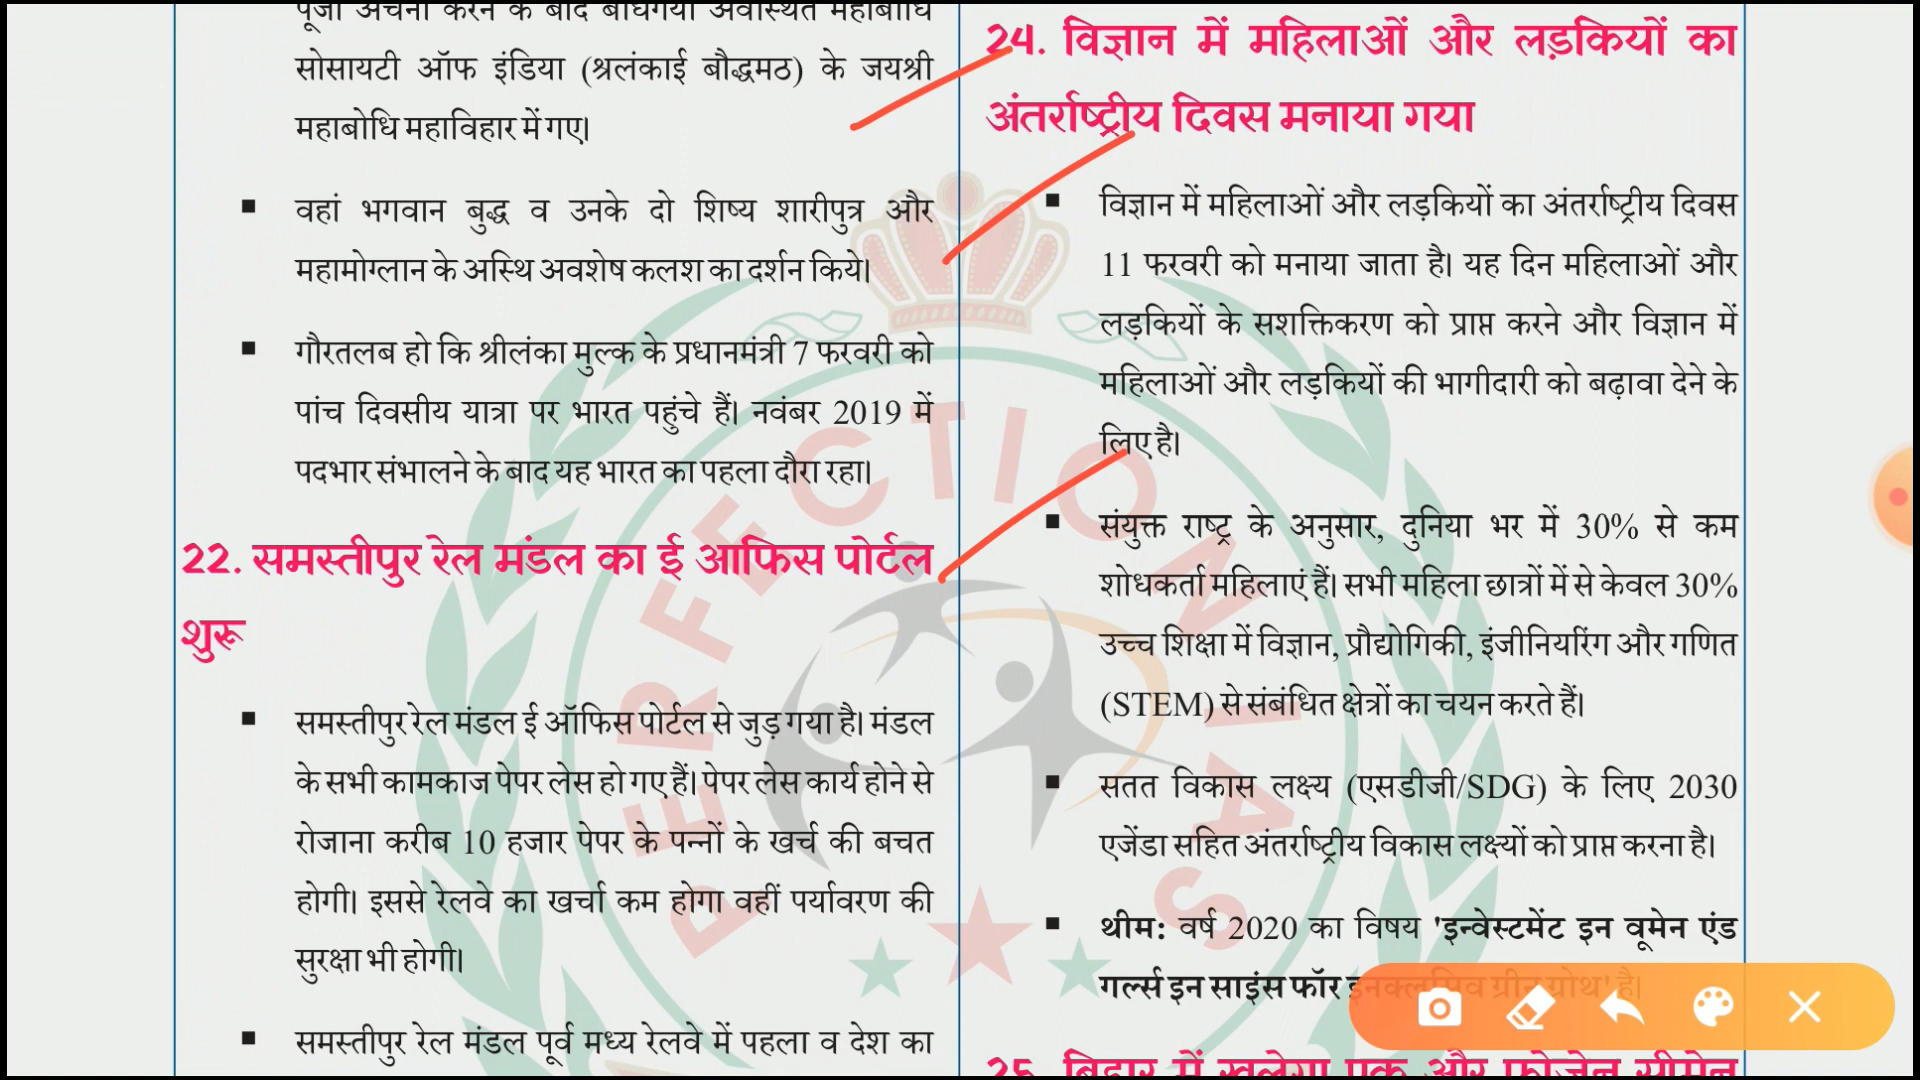 पूजा अर्चना करने के बाद बोधगया अवस्थित महाबोधि
सोसायटी ऑफ इंडिया (श्रलंकाई बौद्धमठ) के जयश्री
महाबोधि महाविहार में गए।
वहां भगवान बुद्ध व उनके दो शिष्य शारीपुत्र और
महामोग्लान के अस्थि अवशेष कलश का दर्शन किये।
गौरतलब हो कि श्रीलंका मुल्क के प्रधानमंत्री 7 फरवरी को
पांच दिवसीय यात्रा पर भारत पहुंचे हैं। नवंबर 2019 में
पदभार संभालने के बाद यह भारत का पहला दौरा रहा।
22. समस्तीपुर रेल मंडल का ई आफिस पोर्टल
शुरू
समस्तीपुर रेल मंडल ई ऑफिस पोर्टल से जुड़ गया है। मंडल
के सभी कामकाज पेपर लेस हो गए हैं। पेपर लेस कार्य होने से
रोजाना करीब 10 हजार पेपर के पन्नों के खर्च की बचत
होगी। इससे रेलवे का खर्चा कम होगा वहीं पर्यावरण की
सुरक्षा भी होगी।
समस्तीपुर रेल मंडल पूर्व मध्य रेलवे में पहला व देश का
24. विज्ञान में महिलाओं और लड़कियों का
अंतर्राष्ट्रीय दिवस मनाया गया
विज्ञान में महिलाओं और लड़कियों का अंतर्राष्ट्रीय दिवस
11 फरवरी को मनाया जाता है। यह दिन महिलाओं और
लड़कियों के सशक्तिकरण को प्राप्त करने और विज्ञान में
महिलाओं और लड़कियों की भागीदारी को बढ़ावा देने के
लिए है।
संयुक्त राष्ट्र के अनुसार, दुनिया भर में 30% से कम
शोधकर्ता महिलाएं हैं। सभी महिला छात्रों में से केवल 30%
उच्च शिक्षा में विज्ञान, प्रौद्योगिकी, इंजीनियरिंग और गणित
(STEM) से संबंधित क्षेत्रों का चयन करते हैं।
सतत विकास लक्ष्य (एसडीजी/SDG) के लिए 2030
एजेंडा सहित अंतर्राष्ट्रीय विकास लक्ष्यों को प्राप्त करना है।
थीम: वर्ष 2020 का विषय 'इन्वेस्टमेंट इन वूमेन एंड
गर्ल्स इन साइंस फॉर इनक्लूसिव ग्रीन ग्रोथ' है।
25. बिहार में खुलेगा एक और फ्रोजेन सीमेन
PERFECTION IAS